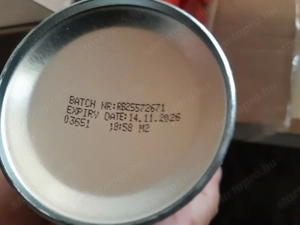 BATCH NR:RB25572671
EXPIRY DATE:14.11.2026
03651 18:58 M2